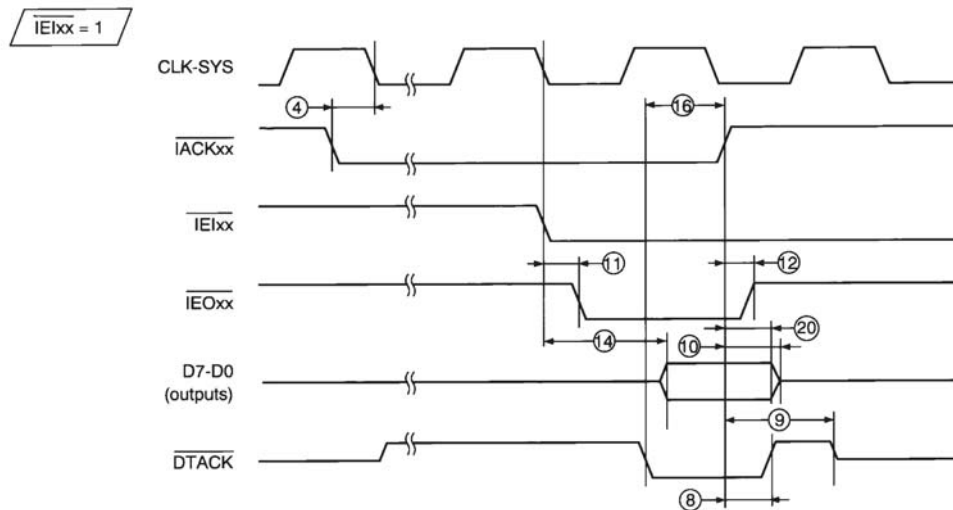 IEIxx = 1
CLK-SYS
4
16
IACKxx
IEIxx
11
12
IEOxx
20
14
10
D7-D0
(outputs)
9
DTACK
8